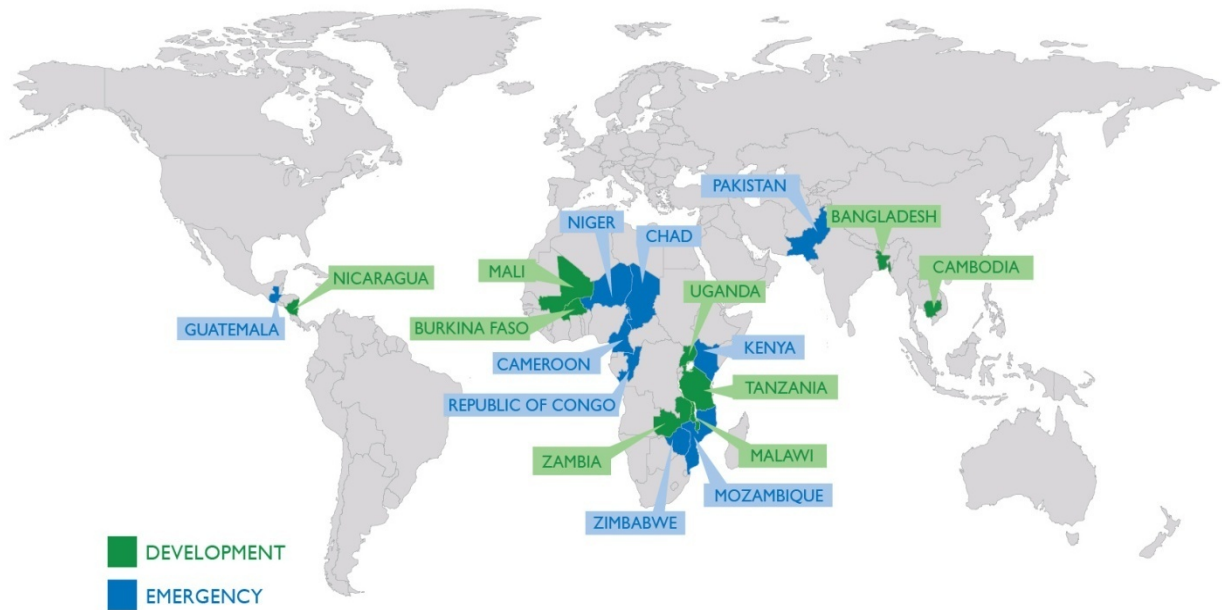 PAKISTAN
BANGLADESH
NIGER
CHAD
MALI
UGANDA
CAMBODIA
NICARAGUA
GUATEMALA
BURKINA FASO
CAMEROON
KENYA
REPUBLIC OF CONGO
TANZANIA
ZAMBIA
MALAWI
MOZAMBIQUE
ZIMBABWE
DEVELOPMENT
EMERGENCY